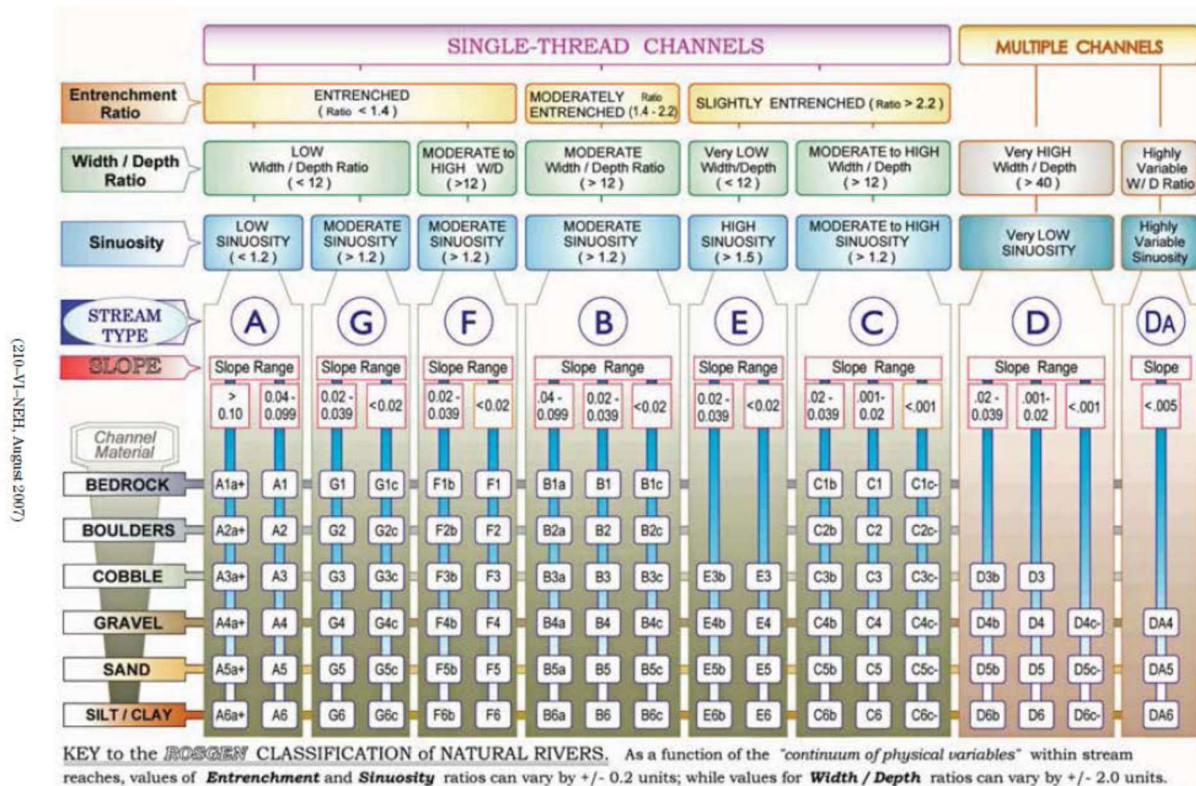 SINGLE-THREAD CHANNELS MULTIPLE CHANNELS
Entrenchment Ratio
ENTRENCHED
( Ratio < 1.4 )
MODERATELY Ratio
ENTRENCHED (1.4 - 2.2)
SLIGHTLY ENTRENCHED ( Ratio > 2.2 )
Width / Depth Ratio
LOW
Width / Depth Ratio
( < 12 )
MODERATE to
HIGH W/D
(>12)
MODERATE
Width / Depth Ratio
( > 12 )
Very LOW
Width/Depth
( < 12 )
MODERATE to HIGH
Width / Depth
( > 12 )
Very HIGH
Width / Depth
( > 40 )
Highly
Variable
W / D Ratio
Sinuosity
LOW
SINUOSITY
( < 1.2 )
MODERATE
SINUOSITY
( > 1.2 )
MODERATE
SINUOSITY
( > 1.2 )
MODERATE
SINUOSITY
( > 1.2 )
HIGH
SINUOSITY
( > 1.5 )
MODERATE to HIGH
SINUOSITY
( > 1.2 )
Very LOW
SINUOSITY
Highly
Variable
Sinuosity
STREAM
TYPE
A G F B E C D DA
SLOPE
Slope Range Slope Range Slope Range Slope Range Slope Range Slope Range Slope Range Slope
> 0.10 0.04 - 0.099 0.02 - 0.039 <0.02 0.02 - 0.039 <0.02 .04 - 0.099 0.02 - 0.039 <0.02 0.02 - 0.039 <0.02 .02 - 0.039 .001- 0.02 <.001 .02 - 0.039 .001- 0.02 <.001 <.005
Channel
Material
BEDROCK A1a+ A1 G1 G1c F1b F1 B1a B1 B1c C1b C1 C1c-
BOULDERS A2a+ A2 G2 G2c F2b F2 B2a B2 B2c C2b C2 C2c-
COBBLE A3a+ A3 G3 G3c F3b F3 B3a B3 B3c E3b E3 C3b C3 C3c- D3b D3
GRAVEL A4a+ A4 G4 G4c F4b F4 B4a B4 B4c E4b E4 C4b C4 C4c- D4b D4 D4c- DA4
SAND A5a+ A5 G5 G5c F5b F5 B5a B5 B5c E5b E5 C5b C5 C5c- D5b D5 D5c- DA5
SILT / CLAY A6a+ A6 G6 G6c F6b F6 B6a B6 B6c E6b E6 C6b C6 C6c- D6b D6 D6c- DA6
KEY to the ROSGEN CLASSIFICATION of NATURAL RIVERS. As a function of the "continuum of physical variables" within stream
reaches, values of Entrenchment and Sinuosity ratios can vary by +/- 0.2 units; while values for Width / Depth ratios can vary by +/- 2.0 units.
(210–VI–NEH, August 2007)